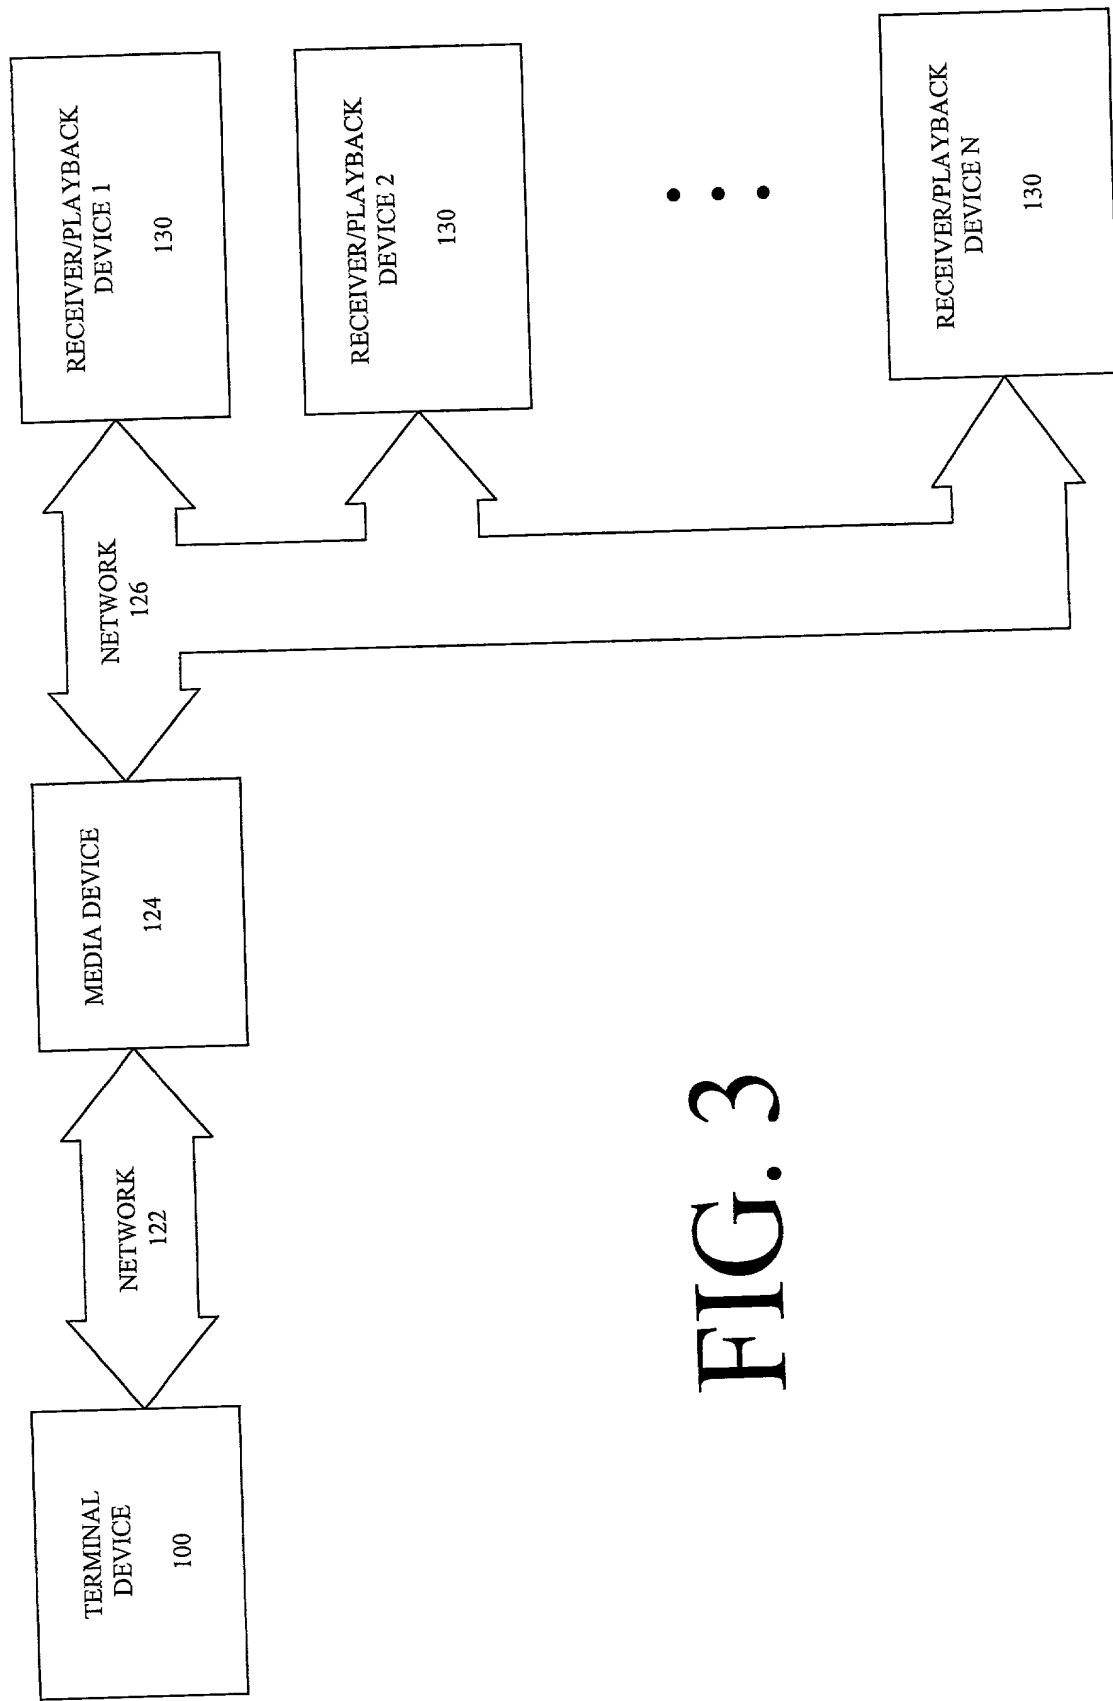 TERMINAL
DEVICE
100
NETWORK
122
MEDIA DEVICE
124
NETWORK
126
RECEIVER/PLAYBACK
DEVICE 1
130
RECEIVER/PLAYBACK
DEVICE 2
130
RECEIVER/PLAYBACK
DEVICE N
130
FIG. 3